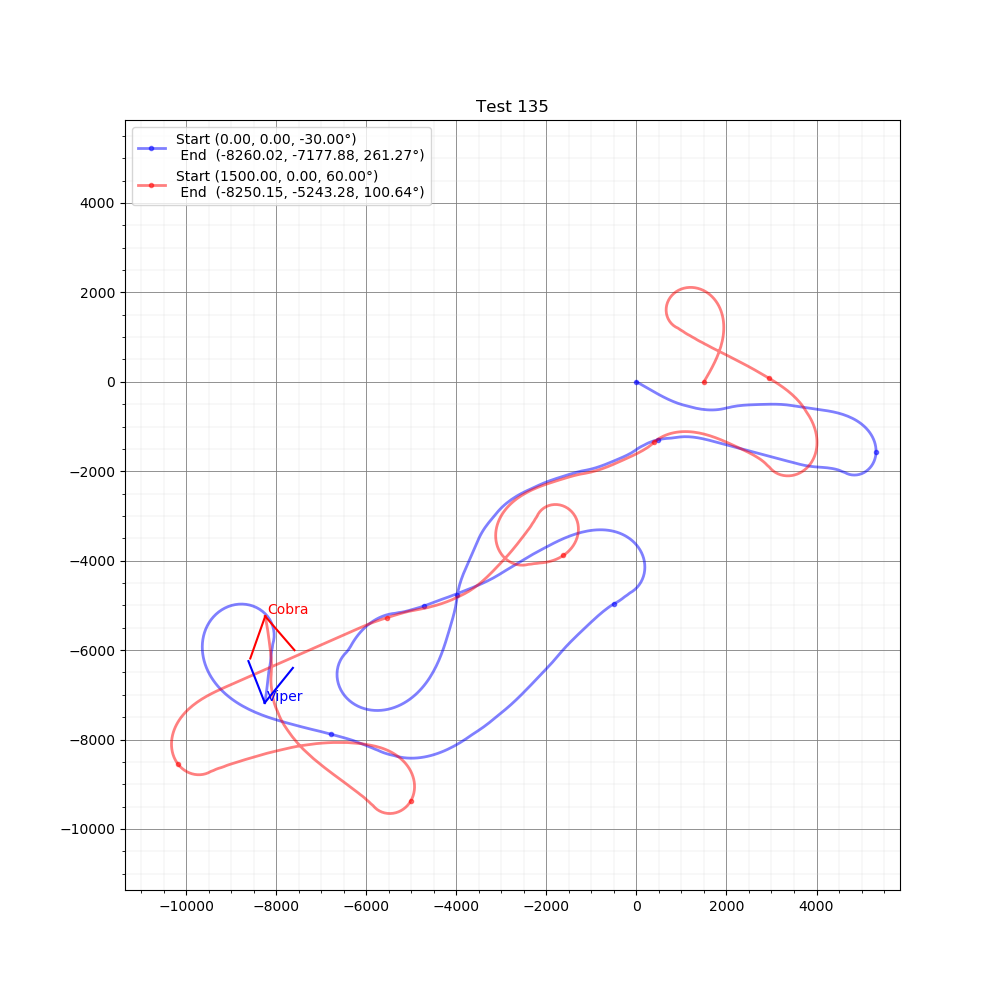 Test 135
Start (0.00, 0.00, -30.00°)
End (-8260.02, -7177.88, 261.27°)
Start (1500.00, 0.00, 60.00°)
End (-8250.15, -5243.28, 100.64°)
4000
2000
0
−2000
−4000
−6000
−8000
−10000
Cobra
Viper
−10000 −8000 −6000 −4000 −2000 0 2000 4000